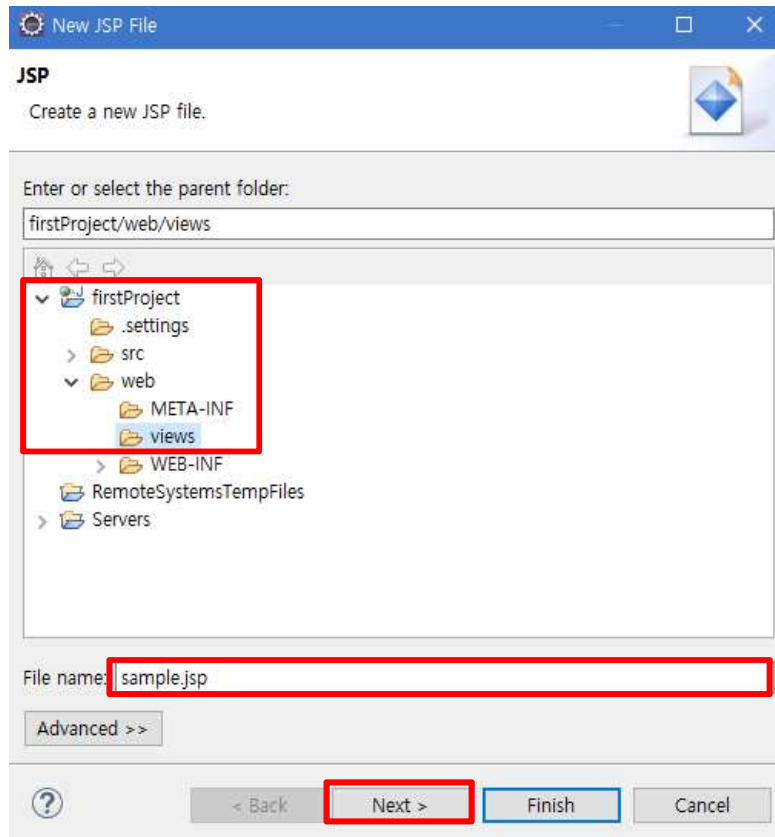 New JSP File
JSP
Create a new JSP file.
Enter or select the parent folder:
firstProject/web/views
firstProject
.settings
src
web
META-INF
views
WEB-INF
RemoteSystemsTempFiles
Servers
File name: sample.jsp
Advanced >>
< Back Next > Finish Cancel